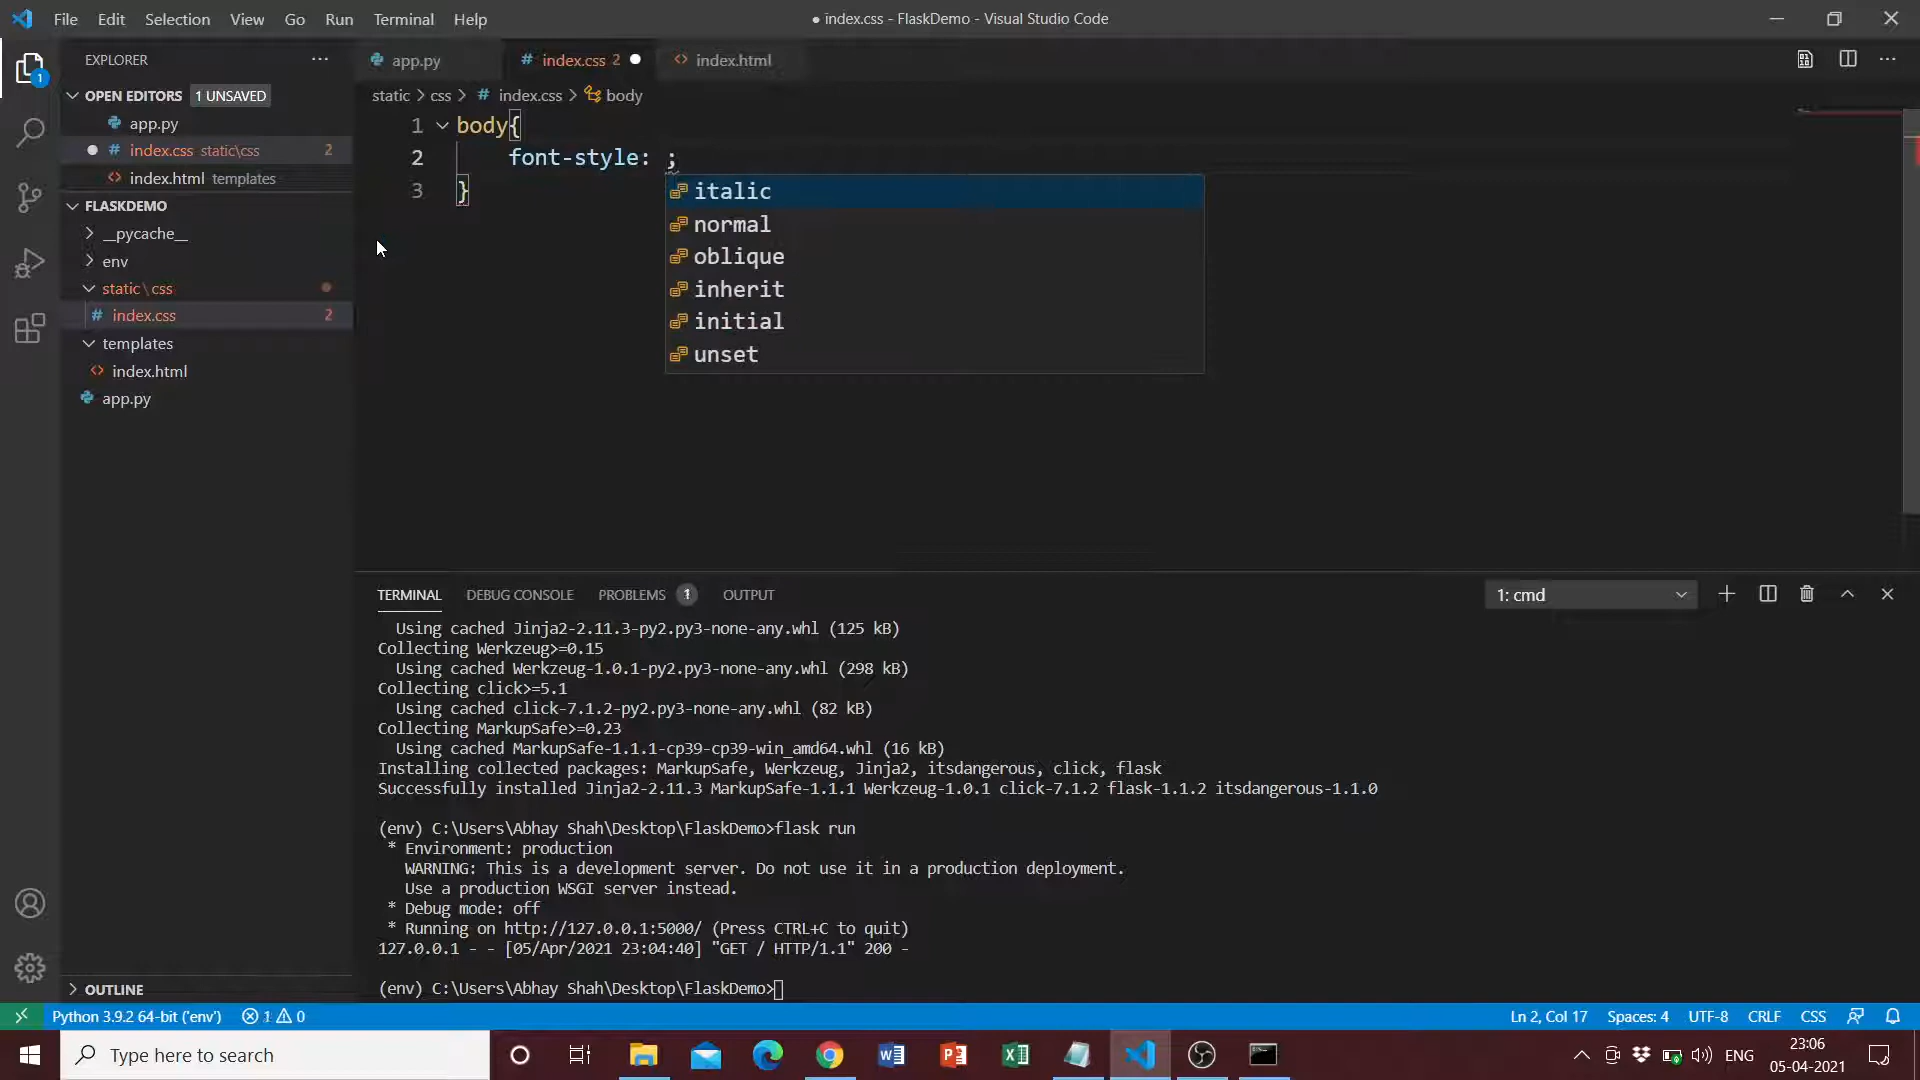 File Edit Selection View Go Run Terminal Help
● index.css - FlaskDemo - Visual Studio Code
1
EXPLORER ···
OPEN EDITORS 1 UNSAVED
app.py
# index.css static\css 2
<> index.html templates
FLASKDEMO
__pycache__
env
static\css
# index.css 2
templates
<> index.html
app.py
OUTLINE
app.py # index.css 2 <> index.html
static > css > # index.css > body
1 body{
2 font-style: ;
3 }
italic
normal
oblique
inherit
initial
unset
TERMINAL DEBUG CONSOLE PROBLEMS 1 OUTPUT 1: cmd
Using cached Jinja2-2.11.3-py2.py3-none-any.whl (125 kB)
Collecting Werkzeug>=0.15
Using cached Werkzeug-1.0.1-py2.py3-none-any.whl (298 kB)
Collecting click>=5.1
Using cached click-7.1.2-py2.py3-none-any.whl (82 kB)
Collecting MarkupSafe>=0.23
Using cached MarkupSafe-1.1.1-cp39-cp39-win_amd64.whl (16 kB)
Installing collected packages: MarkupSafe, Werkzeug, Jinja2, itsdangerous, click, flask
Successfully installed Jinja2-2.11.3 MarkupSafe-1.1.1 Werkzeug-1.0.1 click-7.1.2 flask-1.1.2 itsdangerous-1.1.0
(env) C:\Users\Abhay Shah\Desktop\FlaskDemo>flask run
* Environment: production
WARNING: This is a development server. Do not use it in a production deployment.
Use a production WSGI server instead.
* Debug mode: off
* Running on http://127.0.0.1:5000/ (Press CTRL+C to quit)
127.0.0.1 - - [05/Apr/2021 23:04:40] "GET / HTTP/1.1" 200 -
(env) C:\Users\Abhay Shah\Desktop\FlaskDemo>
Python 3.9.2 64-bit ('env') 1 0 Ln 2, Col 17 Spaces: 4 UTF-8 CRLF CSS
Type here to search
ENG
23:06
05-04-2021